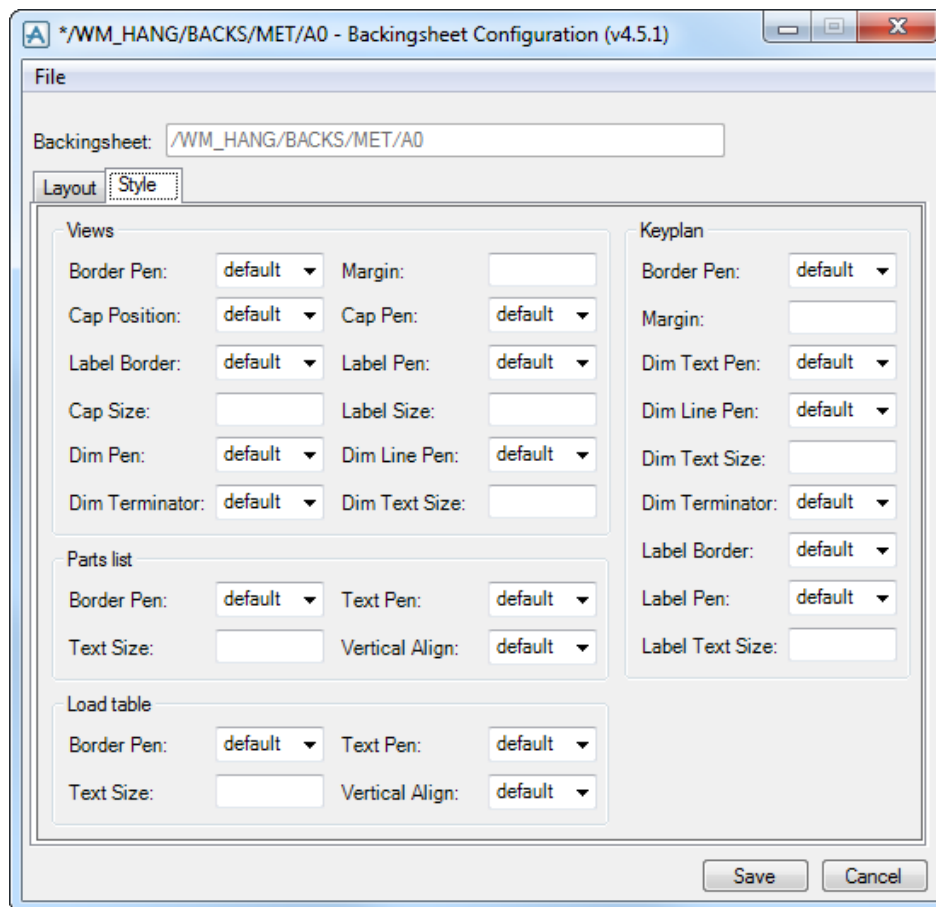 */WM_HANG/BACKS/MET/A0 - Backingsheet Configuration (v4.5.1)
File
Backingsheet: /WM_HANG/BACKS/MET/A0
Layout Style
Views
Border Pen: default Margin:
Cap Position: default Cap Pen: default
Label Border: default Label Pen: default
Cap Size: Label Size:
Dim Pen: default Dim Line Pen: default
Dim Terminator: default Dim Text Size:
Parts list
Border Pen: default Text Pen: default
Text Size: Vertical Align: default
Load table
Border Pen: default Text Pen: default
Text Size: Vertical Align: default
Keyplan
Border Pen: default
Margin:
Dim Text Pen: default
Dim Line Pen: default
Dim Text Size:
Dim Terminator: default
Label Border: default
Label Pen: default
Label Text Size:
Save Cancel